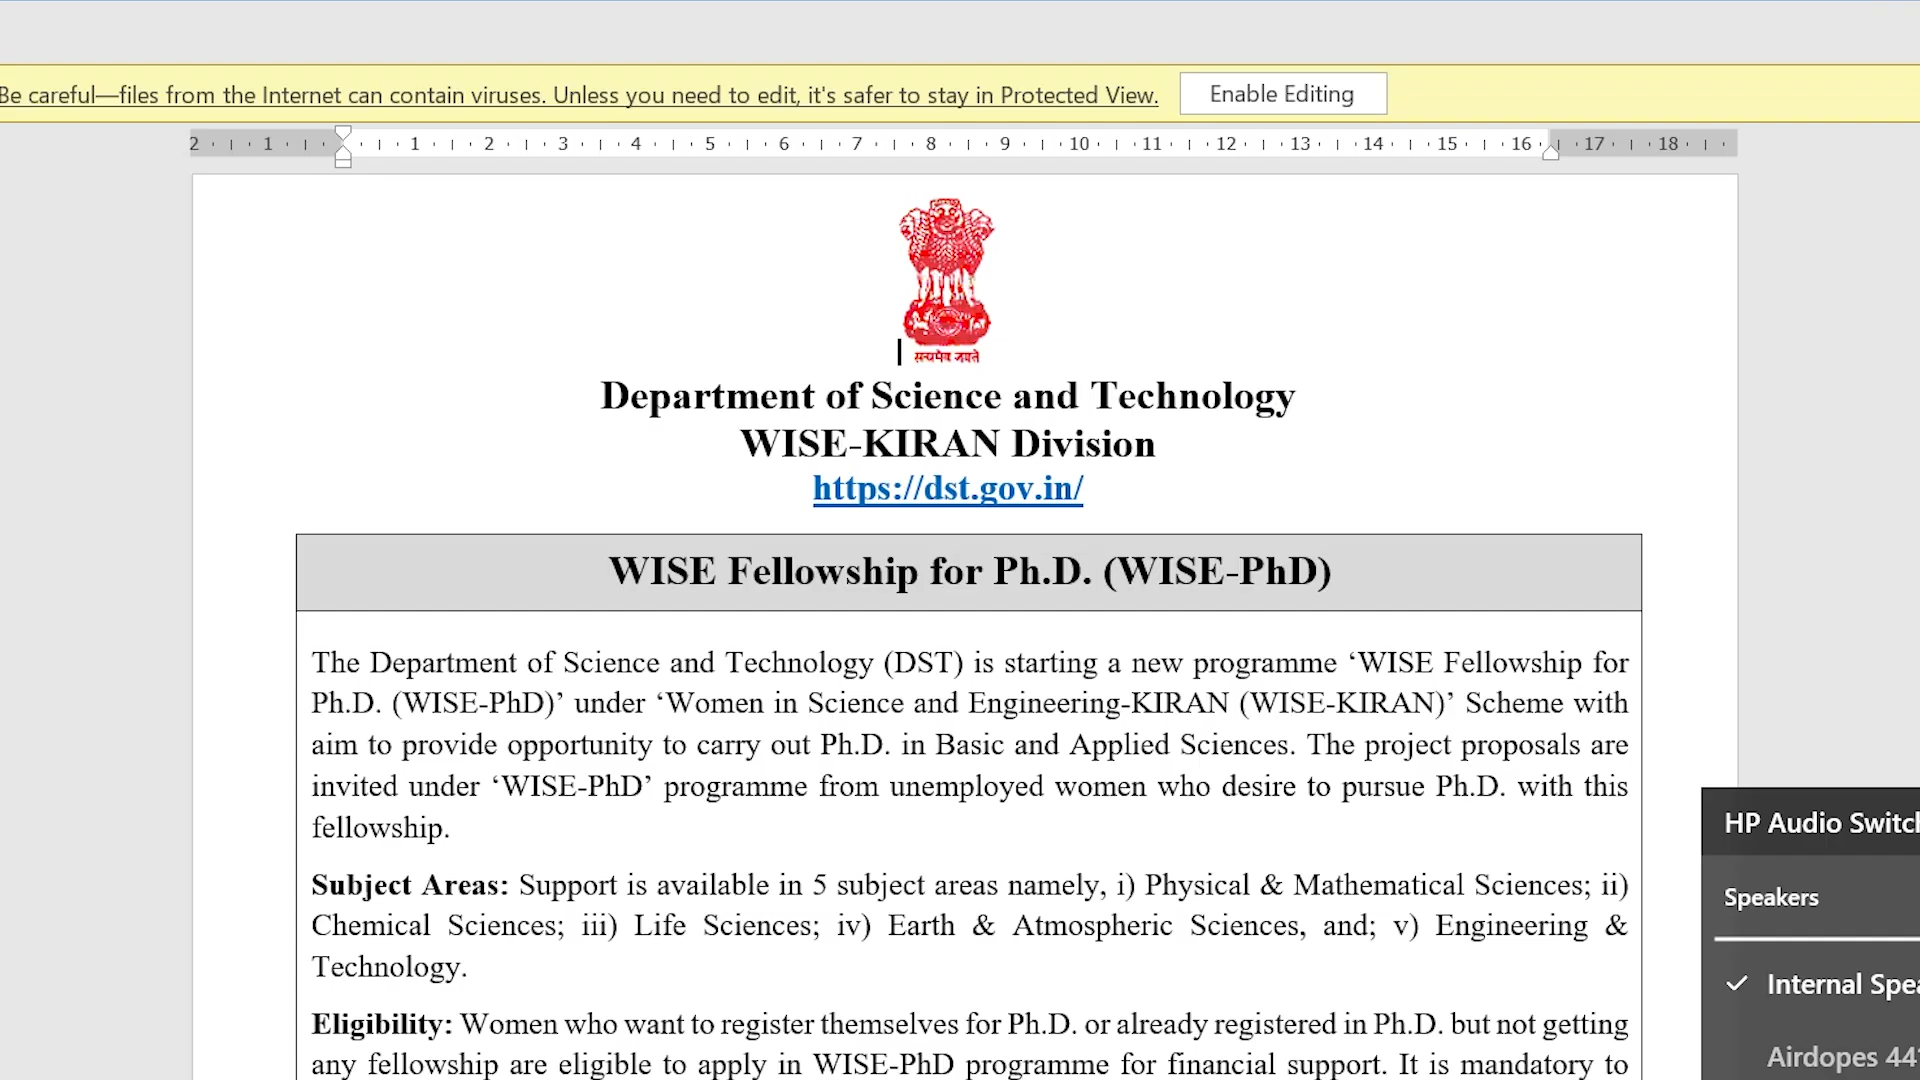 Be careful—files from the Internet can contain viruses. Unless you need to edit, it's safer to stay in Protected View. Enable Editing
2 1 1 2 3 4 5 6 7 8 9 10 11 12 13 14 15 16 17 18
सत्यमेव जयते
Department of Science and Technology
WISE-KIRAN Division
https://dst.gov.in/
WISE Fellowship for Ph.D. (WISE-PhD)
The Department of Science and Technology (DST) is starting a new programme ‘WISE Fellowship for
Ph.D. (WISE-PhD)’ under ‘Women in Science and Engineering-KIRAN (WISE-KIRAN)’ Scheme with
aim to provide opportunity to carry out Ph.D. in Basic and Applied Sciences. The project proposals are
invited under ‘WISE-PhD’ programme from unemployed women who desire to pursue Ph.D. with this
fellowship.
Subject Areas: Support is available in 5 subject areas namely, i) Physical & Mathematical Sciences; ii)
Chemical Sciences; iii) Life Sciences; iv) Earth & Atmospheric Sciences, and; v) Engineering &
Technology.
Eligibility: Women who want to register themselves for Ph.D. or already registered in Ph.D. but not getting
any fellowship are eligible to apply in WISE-PhD programme for financial support. It is mandatory to
HP Audio Switch
Speakers
Internal Spea
Airdopes 441